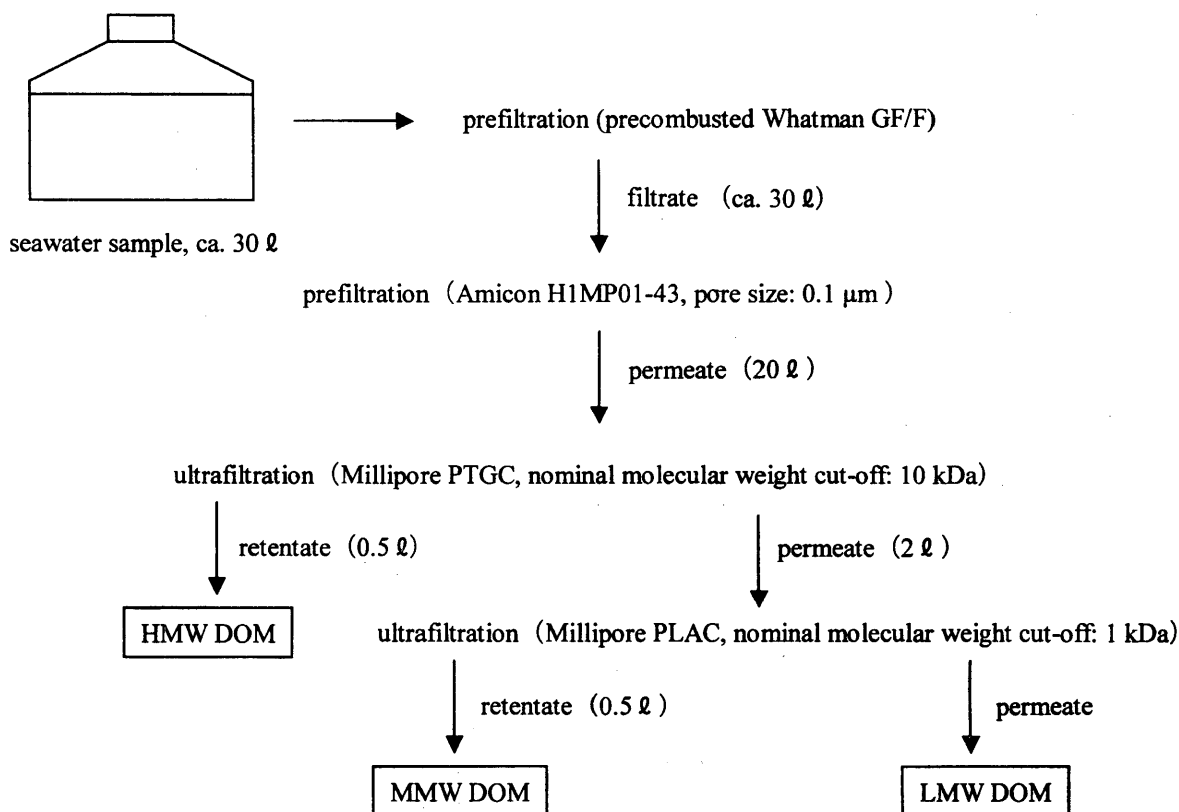 prefiltration (precombusted Whatman GF/F)
filtrate (ca. 30 ℓ)
seawater sample, ca. 30 ℓ
prefiltration (Amicon H1MP01-43, pore size: 0.1 μm )
permeate (20 ℓ)
ultrafiltration (Millipore PTGC, nominal molecular weight cut-off: 10 kDa)
retentate (0.5 ℓ)
permeate (2 ℓ)
HMW DOM
ultrafiltration (Millipore PLAC, nominal molecular weight cut-off: 1 kDa)
retentate (0.5 ℓ )
permeate
MMW DOM
LMW DOM